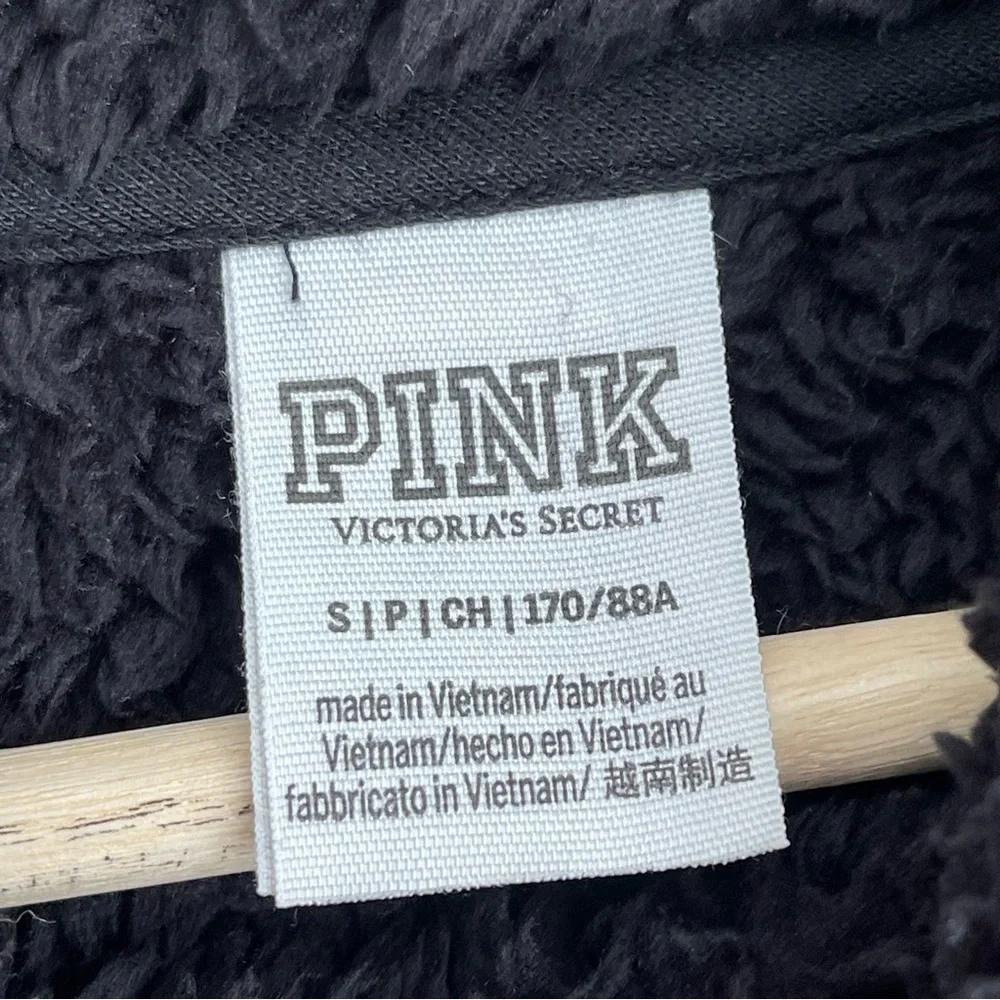 PINK
VICTORIA'S SECRET
S | P | CH | 170/88A
made in Vietnam/fabriqué au
Vietnam/hecho en Vietnam/
fabbricato in Vietnam/ 越南制造